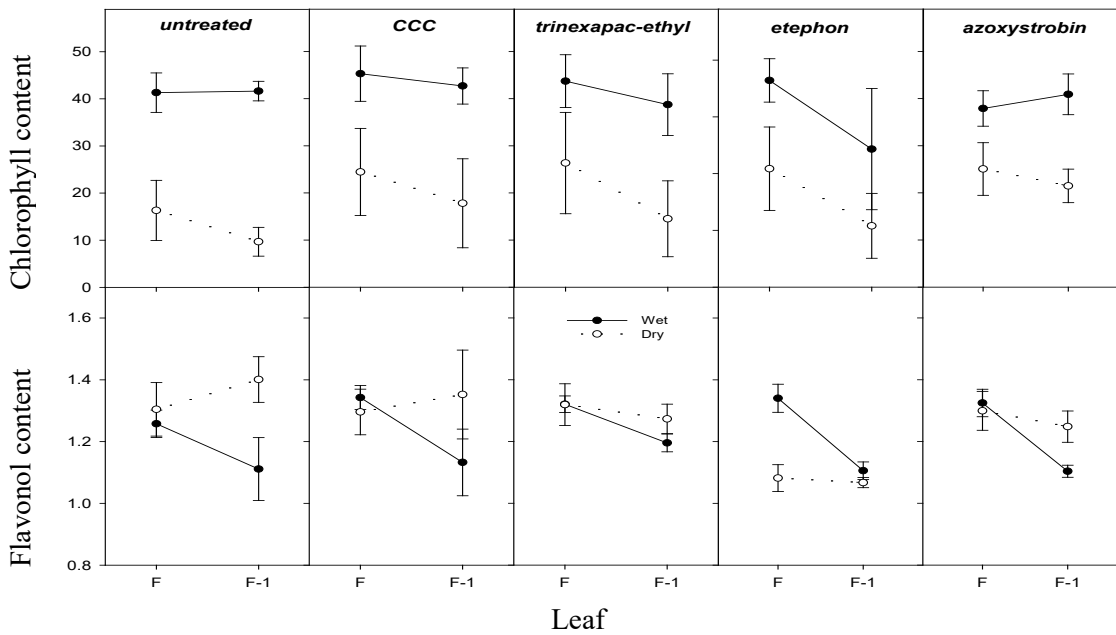 untreated CCC trinexapac-ethyl etephon azoxystrobin
Chlorophyll content
50
40
30
20
10
0
Flavonol content
1.6
1.4
1.2
1.0
0.8
Wet
Dry
F F-1 F F-1 F F-1 F F-1 F F-1
Leaf